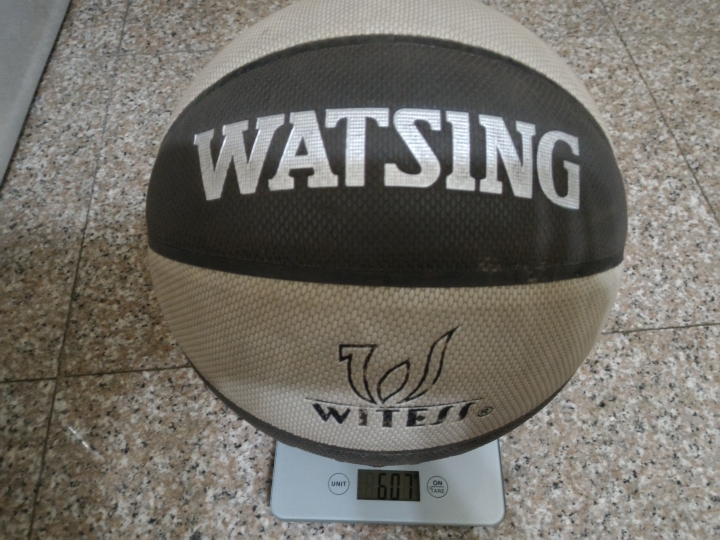 WATSING
WITESS®
UNIT
607
ON
TARE